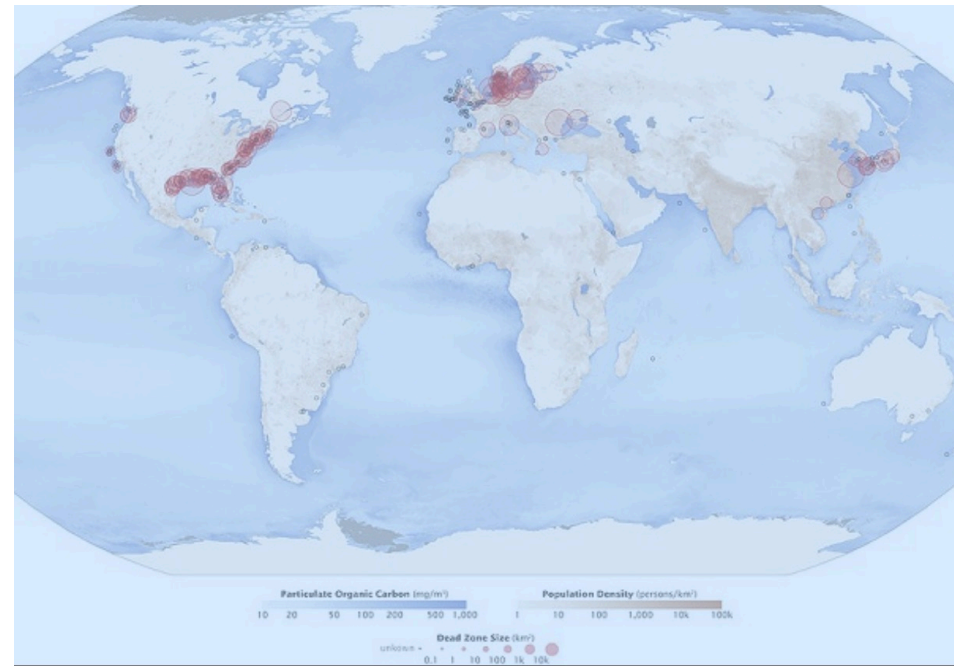 Particulate Organic Carbon (mg/m³)
10 20 50 100 200 500 1,000
Population Density (persons/km²)
1 10 100 1,000 10k 100k
Dead Zone Size (km²)
unknown
0.1 1 10 100 1k 10k